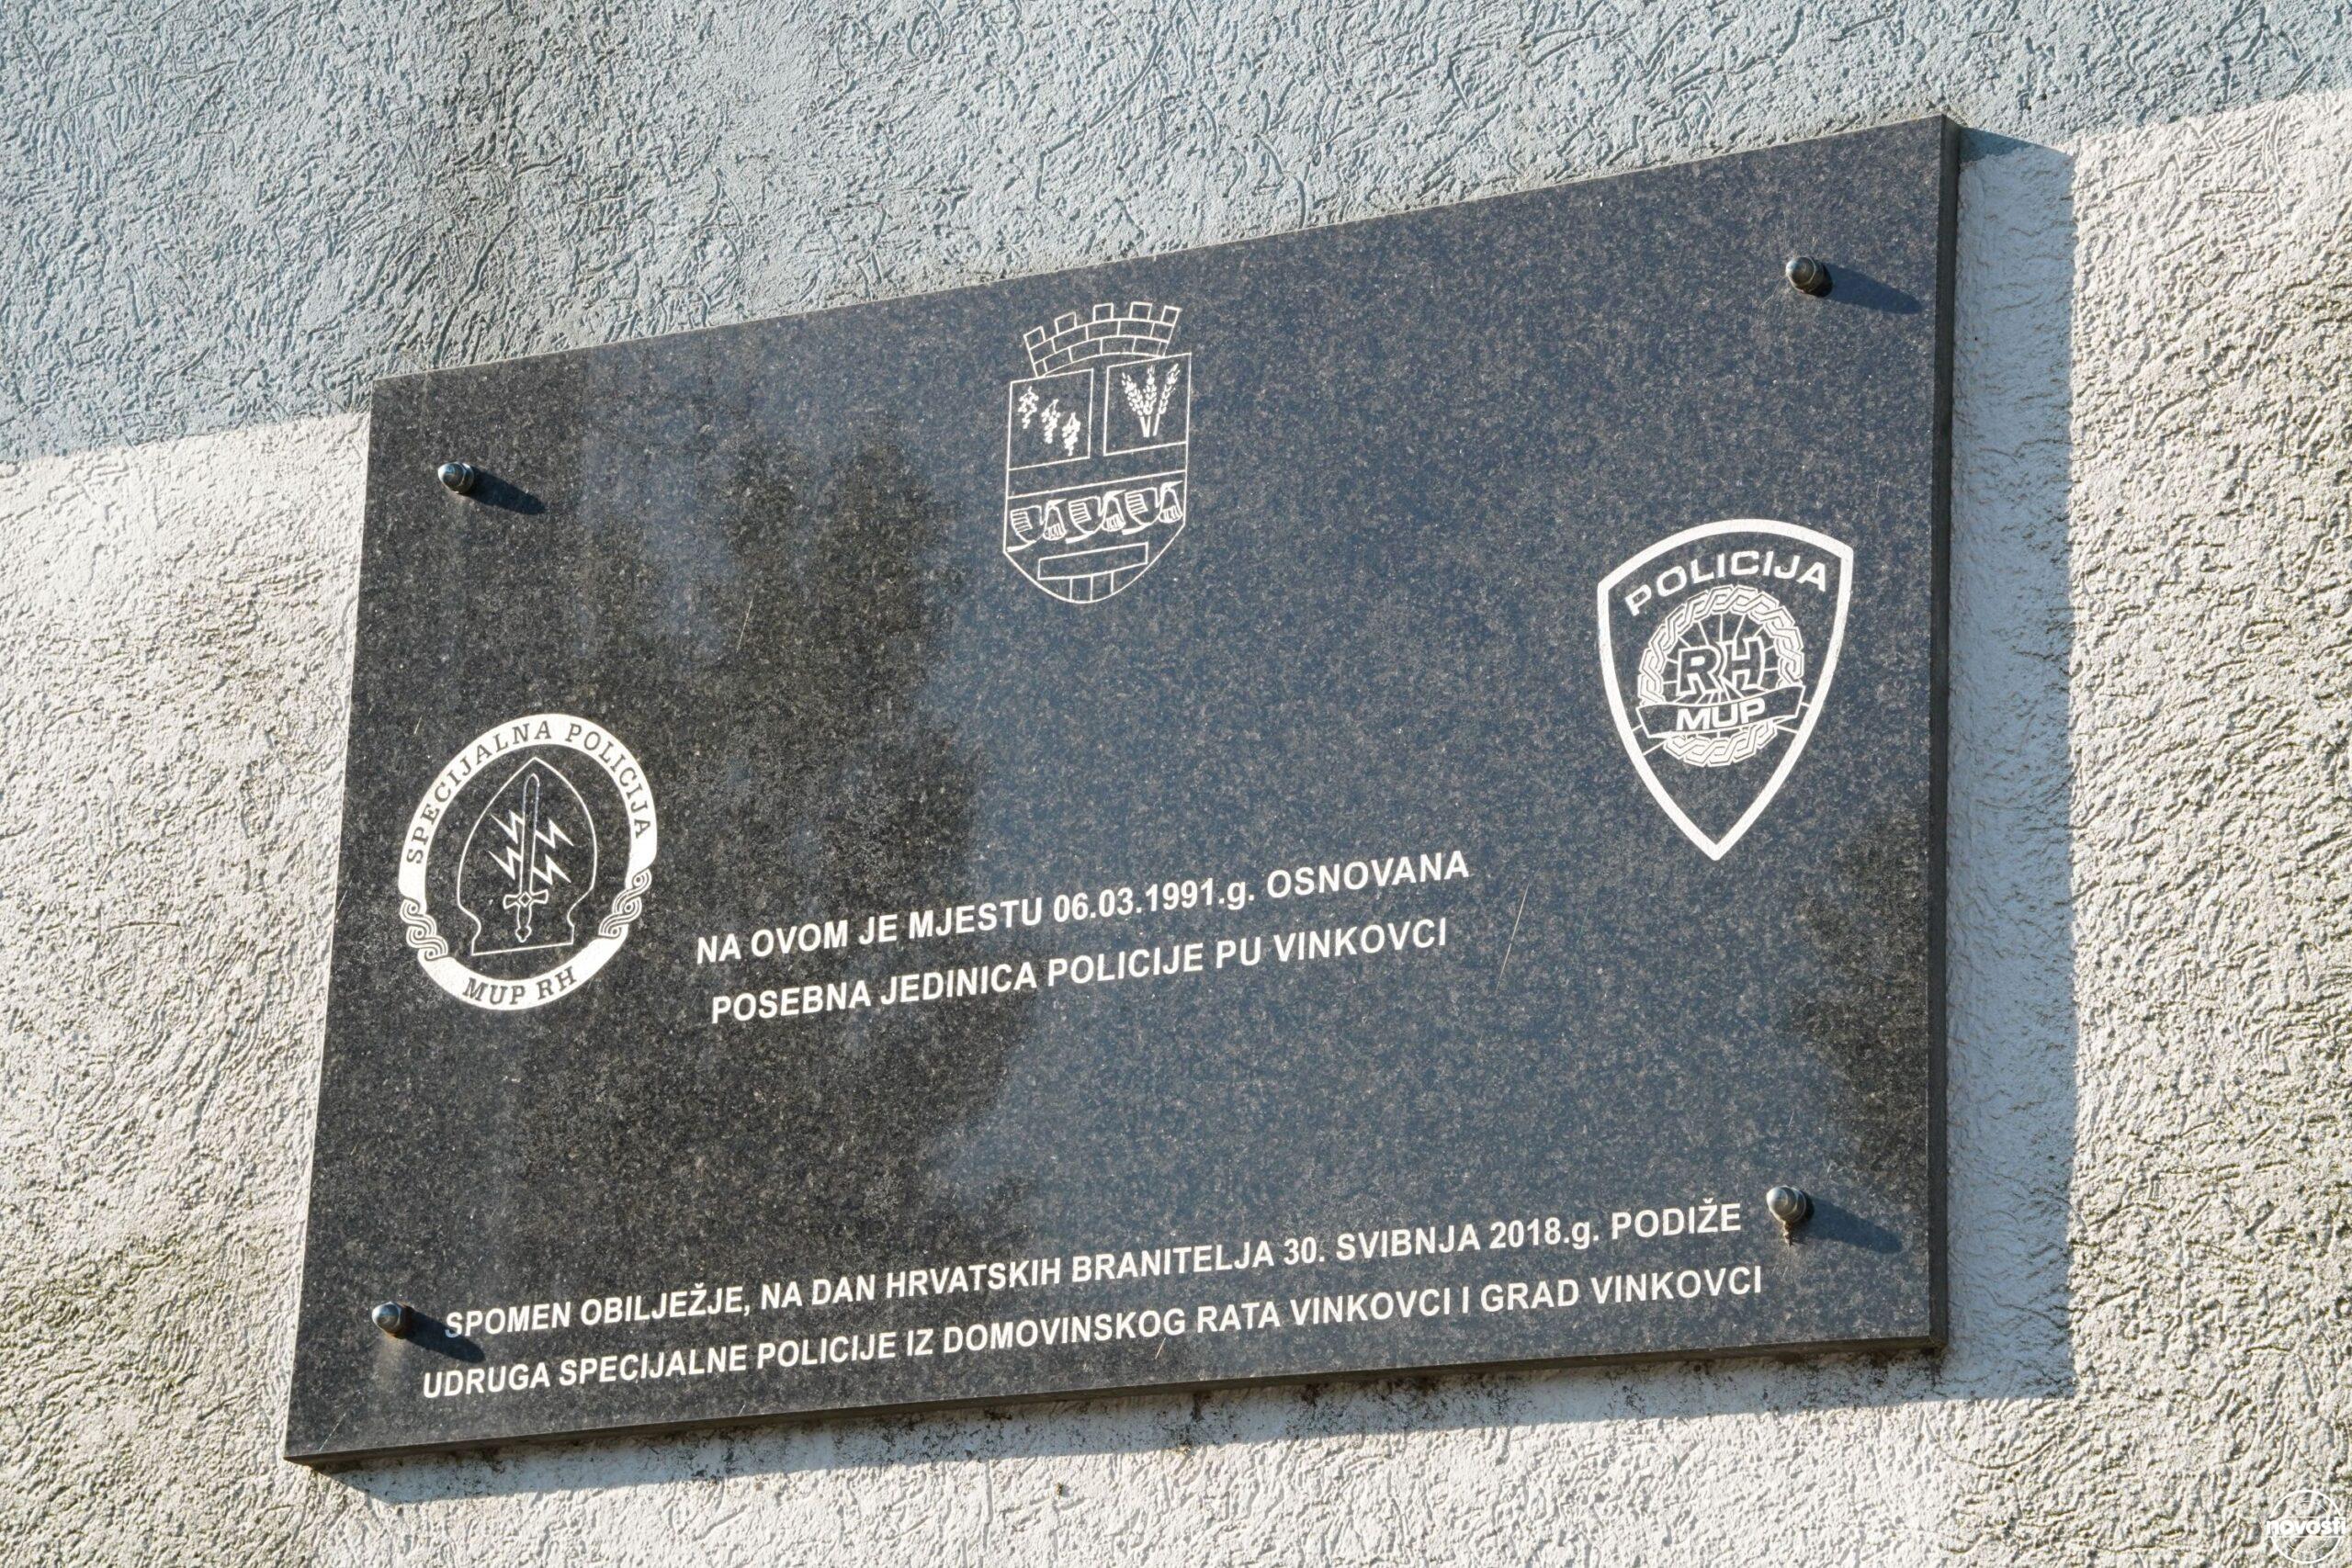 POLICIJA
RH
MUP
SPECIJALNA POLICIJA
MUP RH
NA OVOM JE MJESTU 06.03.1991.g. OSNOVANA
POSEBNA JEDINICA POLICIJE PU VINKOVCI
SPOMEN OBILJEŽJE, NA DAN HRVATSKIH BRANITELJA 30. SVIBNJA 2018.g. PODIŽE
UDRUGA SPECIJALNE POLICIJE IZ DOMOVINSKOG RATA VINKOVCI I GRAD VINKOVCI
novosti